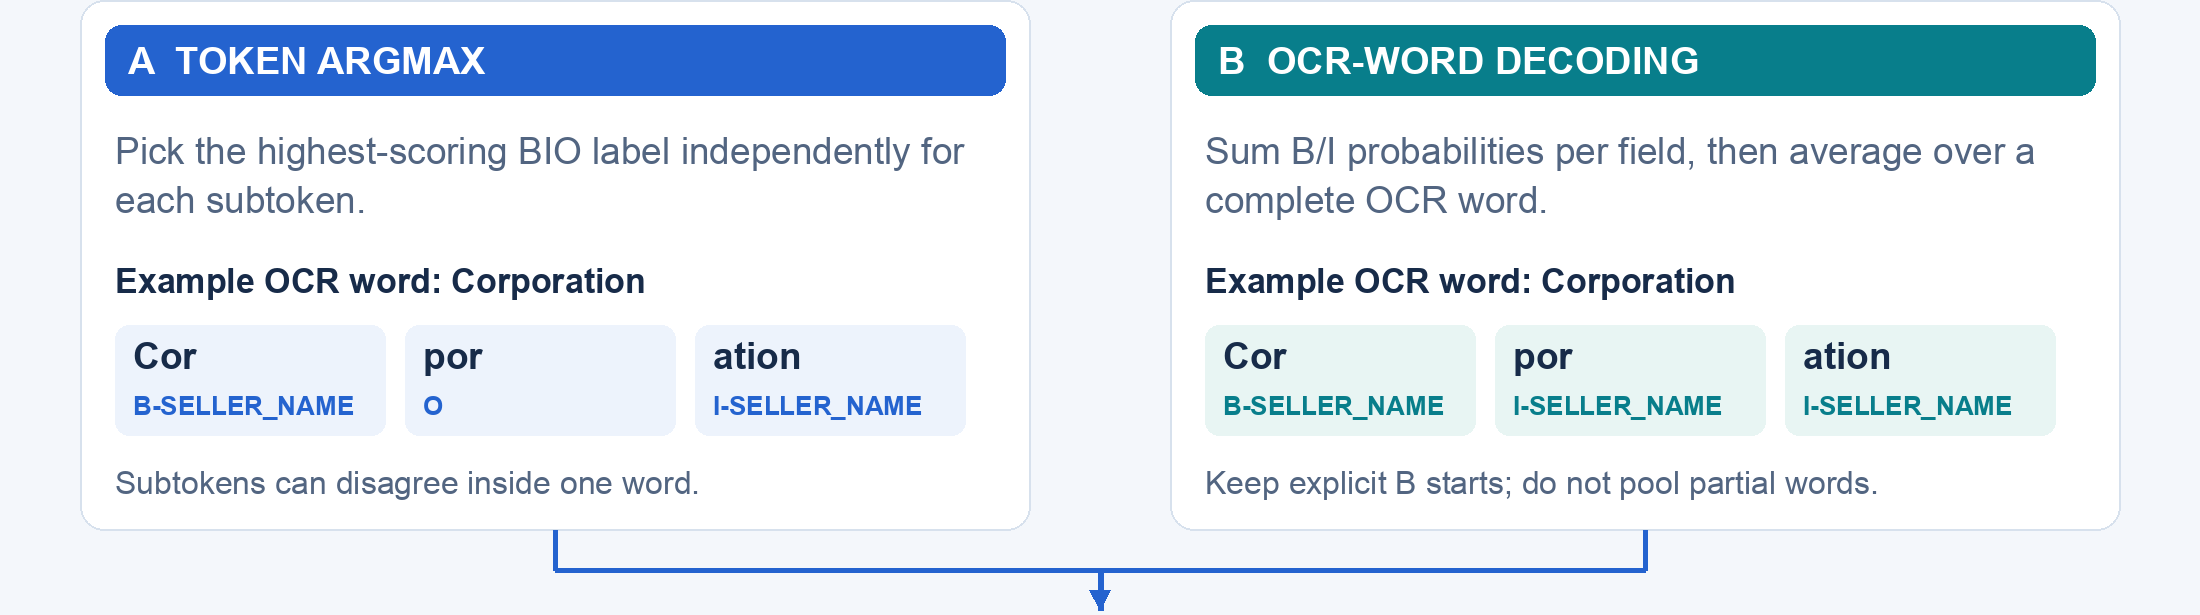 A TOKEN ARGMAX
Pick the highest-scoring BIO label independently for
each subtoken.
Example OCR word: Corporation
Cor
B-SELLER_NAME
por
O
ation
I-SELLER_NAME
Subtokens can disagree inside one word.
B OCR-WORD DECODING
Sum B/I probabilities per field, then average over a
complete OCR word.
Example OCR word: Corporation
Cor
B-SELLER_NAME
por
I-SELLER_NAME
ation
I-SELLER_NAME
Keep explicit B starts; do not pool partial words.